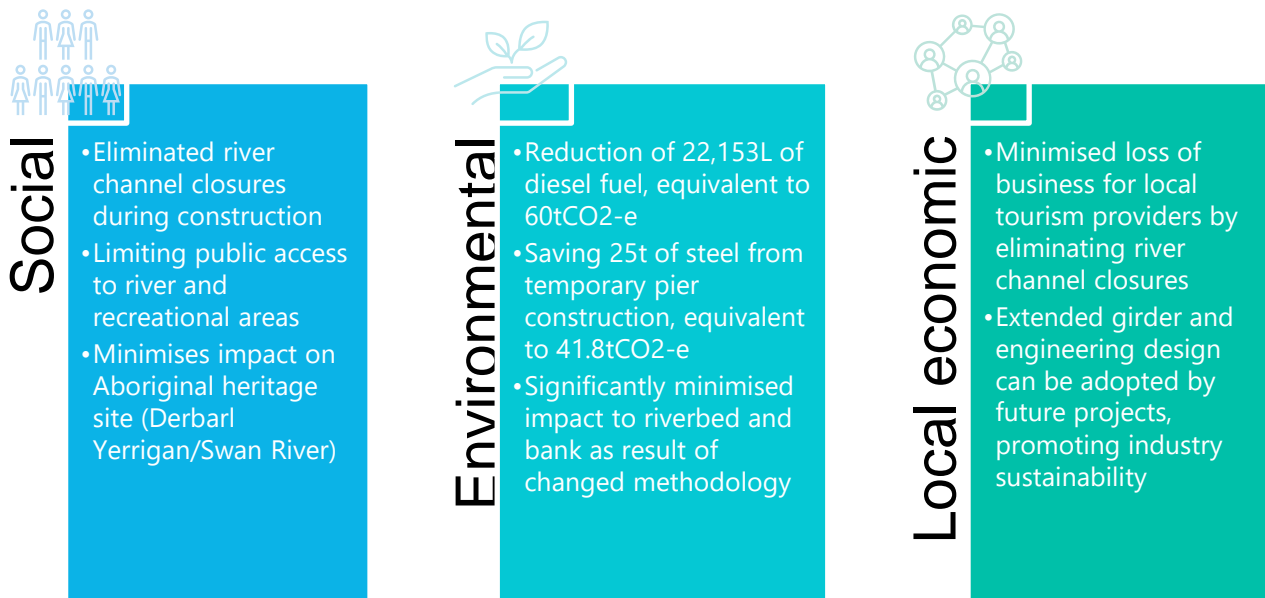 Social
•Eliminated river
channel closures
during construction
•Limiting public access
to river and
recreational areas
•Minimises impact on
Aboriginal heritage
site (Derbarl
Yerrigan/Swan River)
Environmental
•Reduction of 22,153L of
diesel fuel, equivalent to
60tCO2-e
•Saving 25t of steel from
temporary pier
construction, equivalent
to 41.8tCO2-e
•Significantly minimised
impact to riverbed and
bank as result of
changed methodology
Local economic
•Minimised loss of
business for local
tourism providers by
eliminating river
channel closures
•Extended girder and
engineering design
can be adopted by
future projects,
promoting industry
sustainability